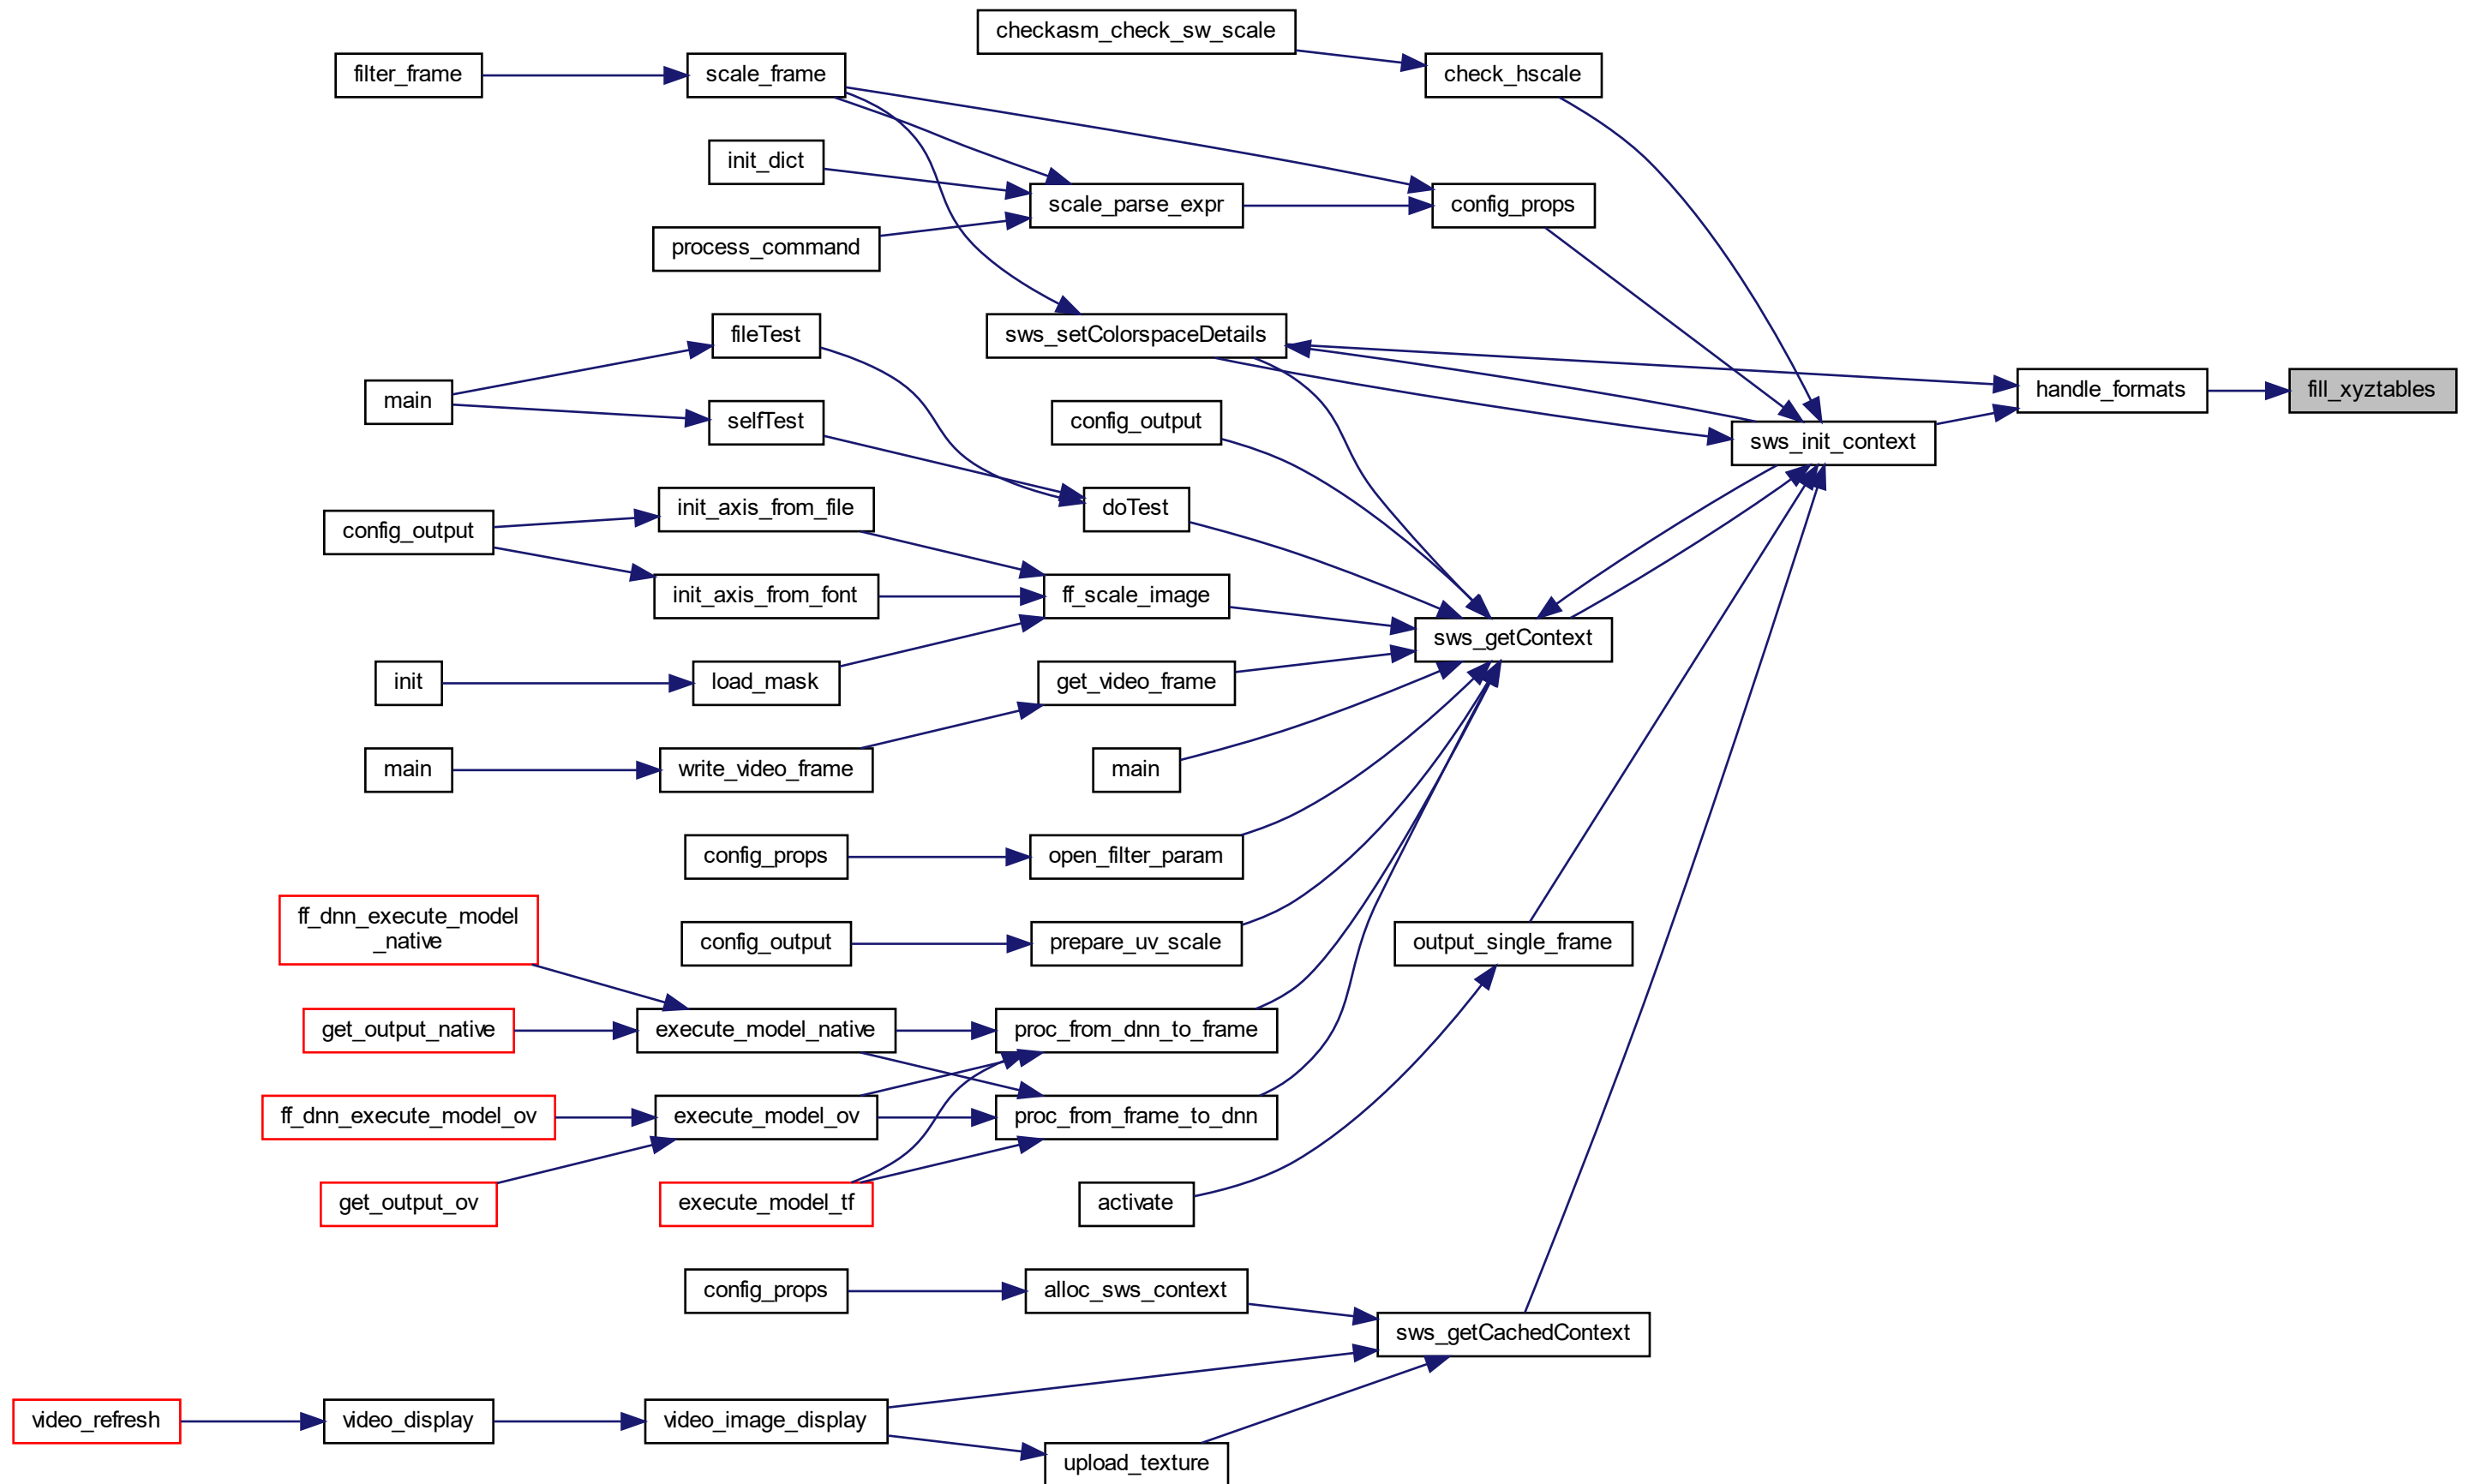 checkasm_check_sw_scale
filter_frame
scale_frame
check_hscale
init_dict
scale_parse_expr
config_props
process_command
fileTest
sws_setColorspaceDetails
main
handle_formats
fill_xyztables
selfTest
config_output
sws_init_context
init_axis_from_file
doTest
config_output
init_axis_from_font
ff_scale_image
sws_getContext
init
load_mask
get_video_frame
main
write_video_frame
main
config_props
open_filter_param
ff_dnn_execute_model
_native
config_output
prepare_uv_scale
output_single_frame
get_output_native
execute_model_native
proc_from_dnn_to_frame
ff_dnn_execute_model_ov
execute_model_ov
proc_from_frame_to_dnn
get_output_ov
execute_model_tf
activate
config_props
alloc_sws_context
sws_getCachedContext
video_refresh
video_display
video_image_display
upload_texture